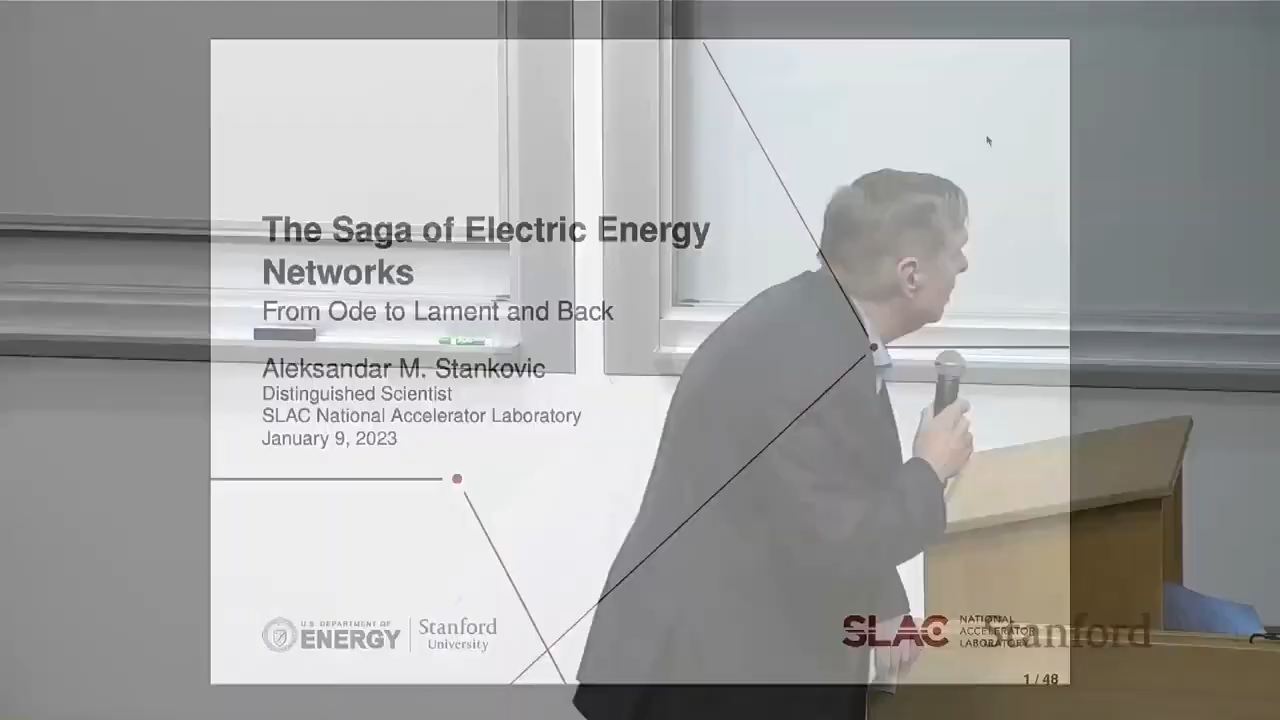 The Saga of Electric Energy
Networks
From Ode to Lament and Back
Aleksandar M. Stankovic
Distinguished Scientist
SLAC National Accelerator Laboratory
January 9, 2023
U.S. DEPARTMENT OF
ENERGY
Stanford
University
SLAC
NATIONAL
ACCELERATOR
LABORATORY
Stanford
1 / 48